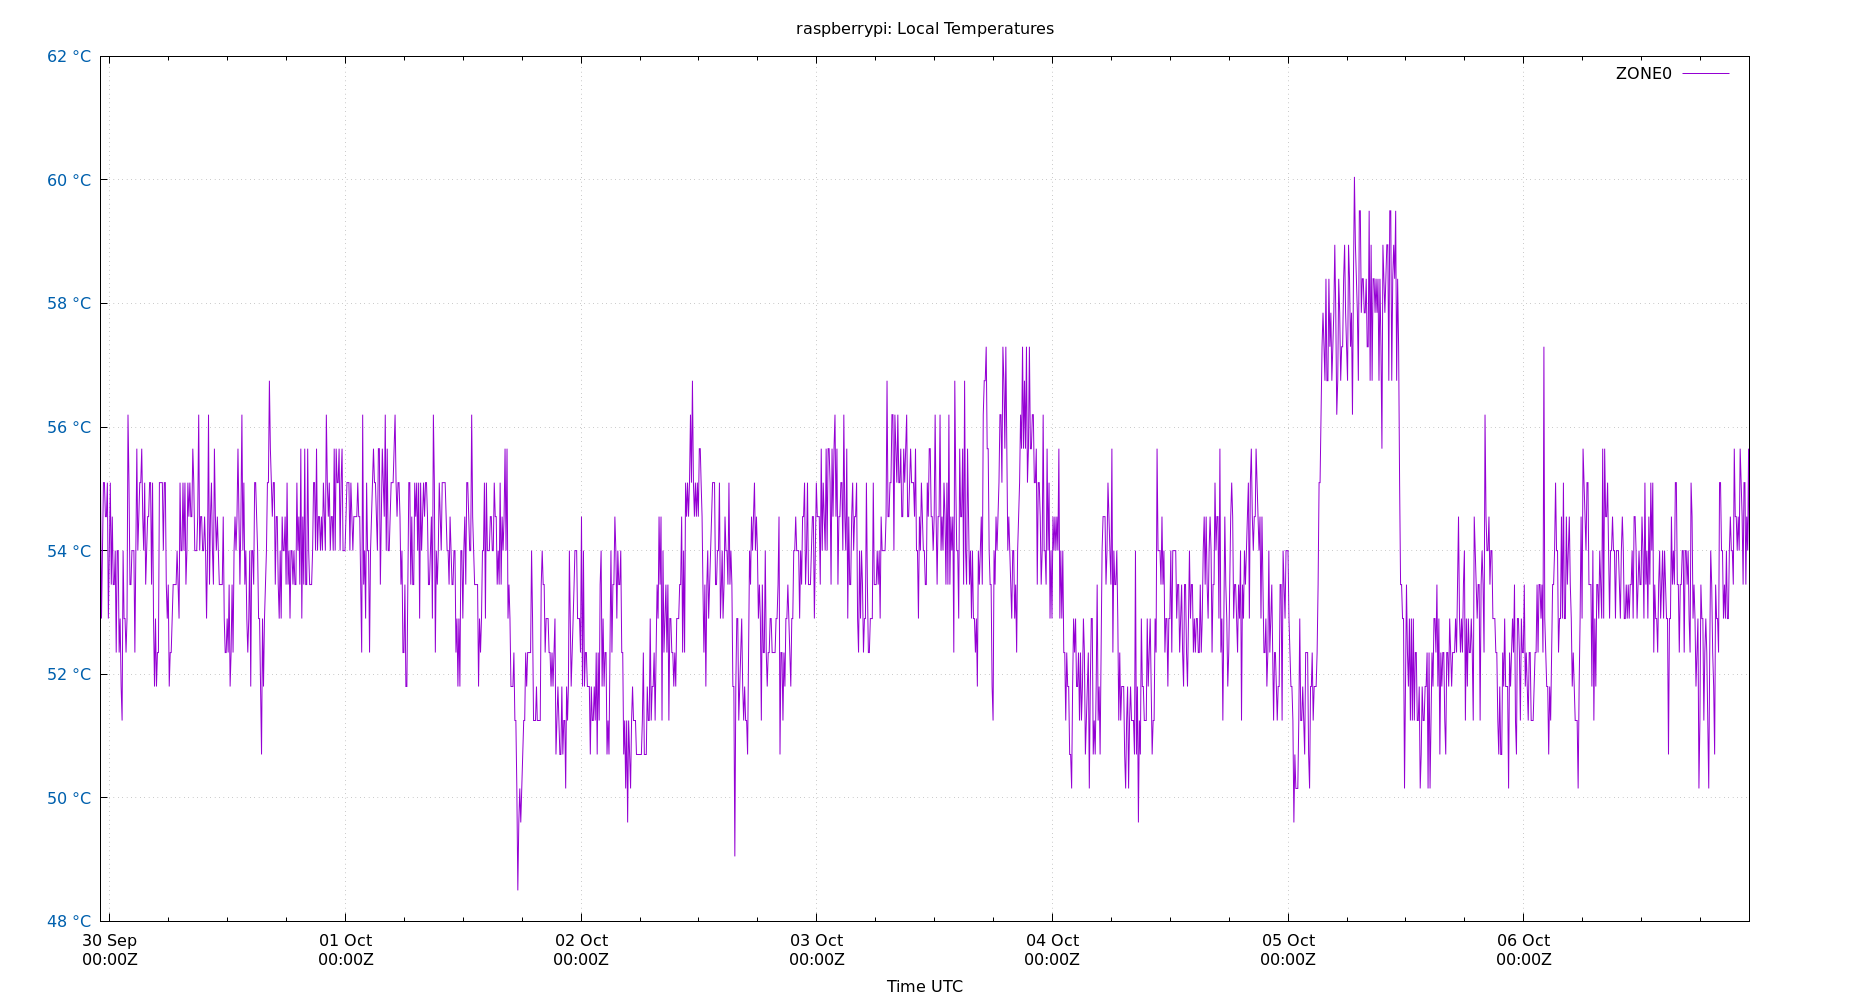 raspberrypi: Local Temperatures
ZONE0
62 °C
60 °C
58 °C
56 °C
54 °C
52 °C
50 °C
48 °C
30 Sep 01 Oct 02 Oct 03 Oct 04 Oct 05 Oct 06 Oct
00:00Z 00:00Z 00:00Z 00:00Z 00:00Z 00:00Z 00:00Z
Time UTC